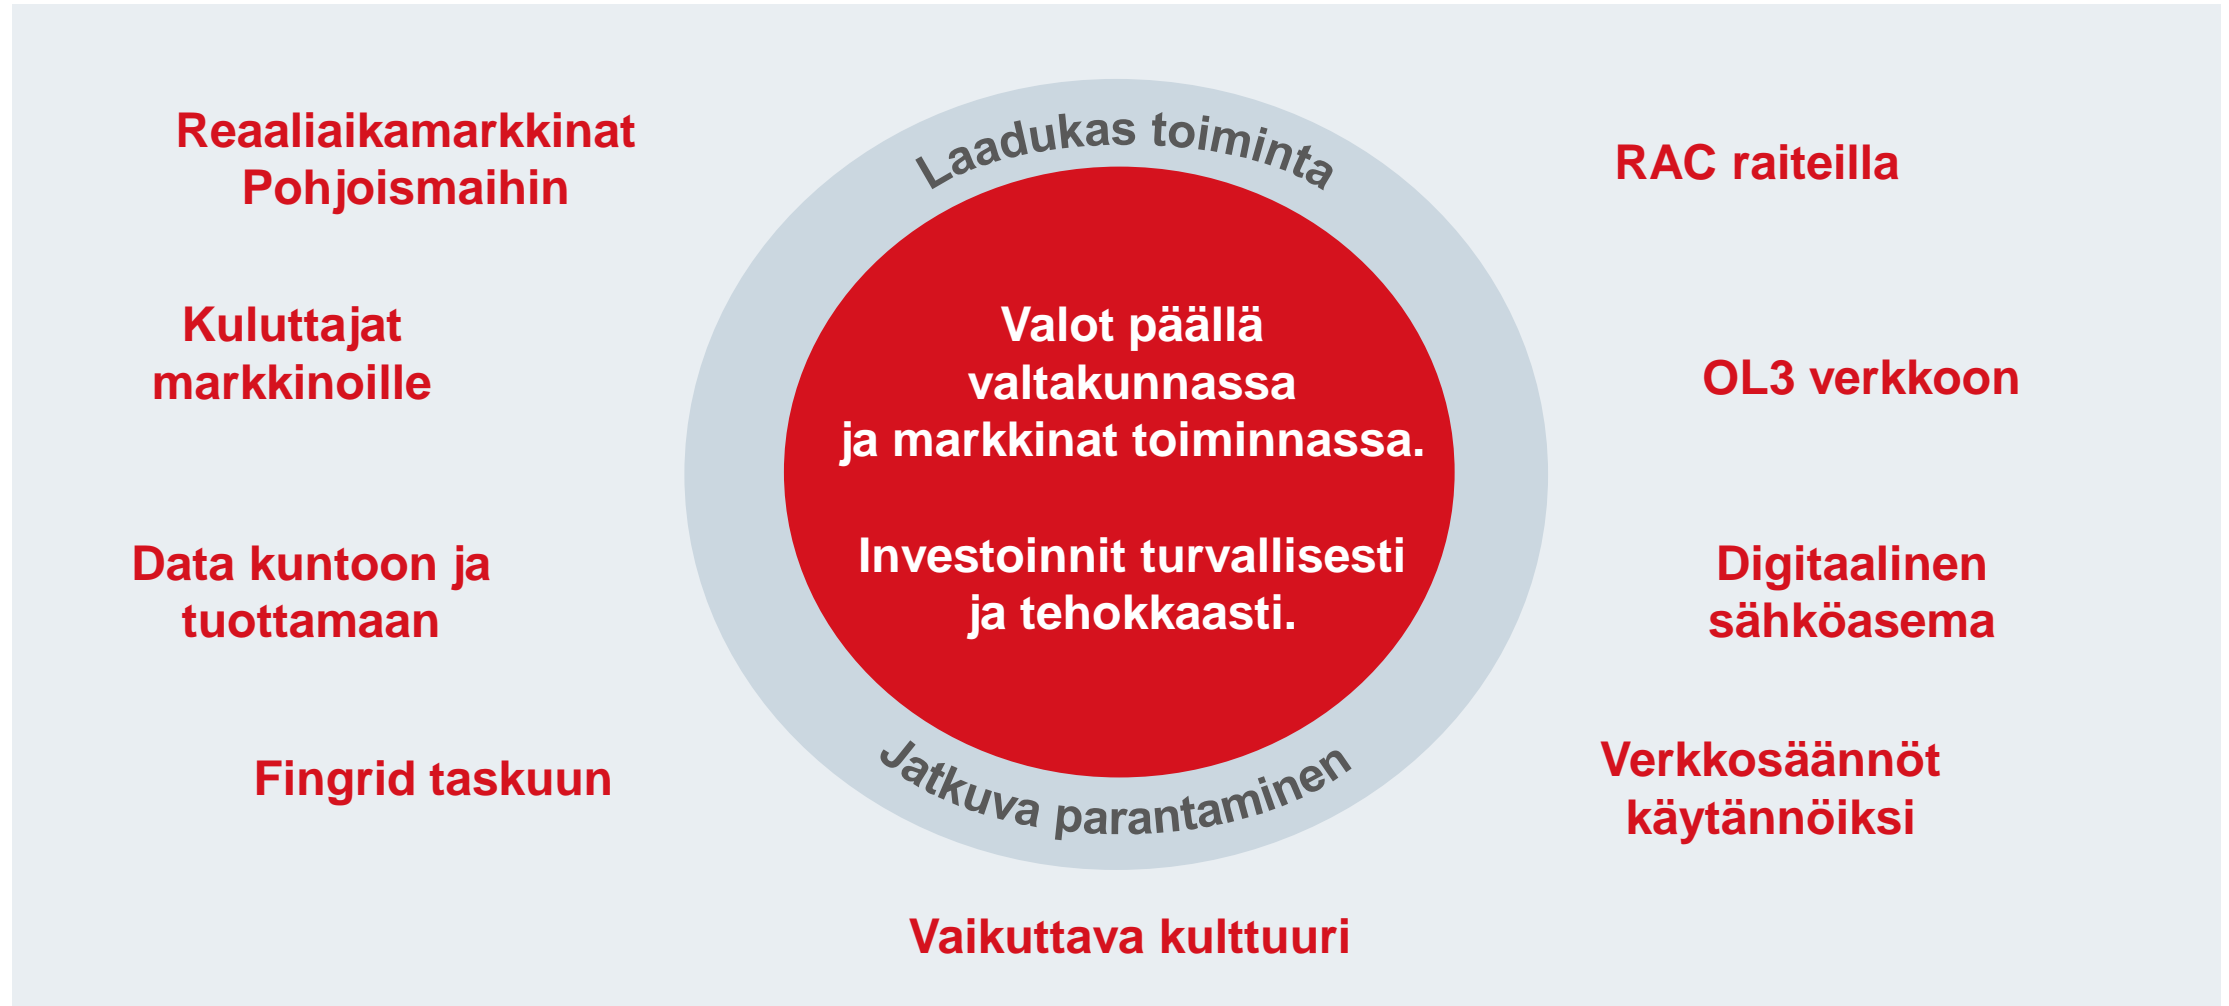 Reaaliaikamarkkinat
Pohjoismaihin
Kuluttajat
markkinoille
Data kuntoon ja
tuottamaan
Fingrid taskuun
Laadukas toiminta
Valot päällä
valtakunnassa
ja markkinat toiminnassa.
Investoinnit turvallisesti
ja tehokkaasti.
Jatkuva parantaminen
RAC raiteilla
OL3 verkkoon
Digitaalinen
sähköasema
Verkkosäännöt
käytännöiksi
Vaikuttava kulttuuri